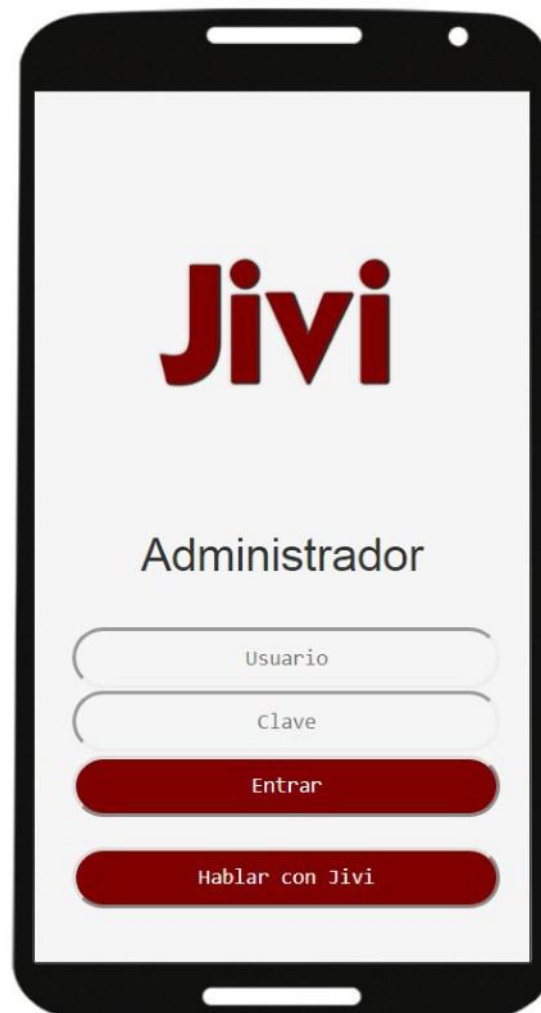 Jivi
Administrador
Usuario
Clave
Entrar
Hablar con Jivi